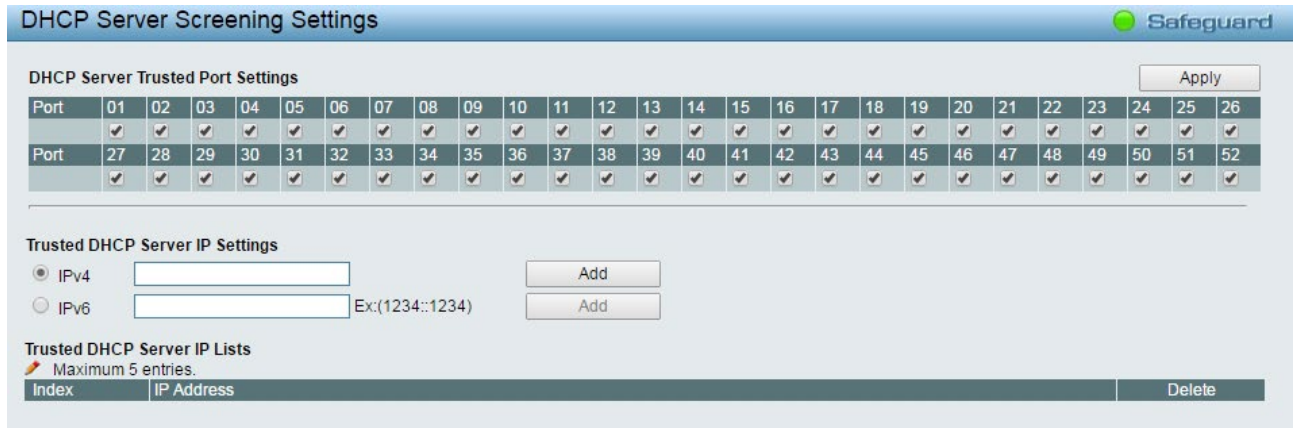 DHCP Server Screening Settings Safeguard
DHCP Server Trusted Port Settings Apply
Port 01 02 03 04 05 06 07 08 09 10 11 12 13 14 15 16 17 18 19 20 21 22 23 24 25 26
Port 27 28 29 30 31 32 33 34 35 36 37 38 39 40 41 42 43 44 45 46 47 48 49 50 51 52
Trusted DHCP Server IP Settings
IPv4 Add
IPv6 Ex:(1234::1234) Add
Trusted DHCP Server IP Lists
Maximum 5 entries.
Index IP Address Delete